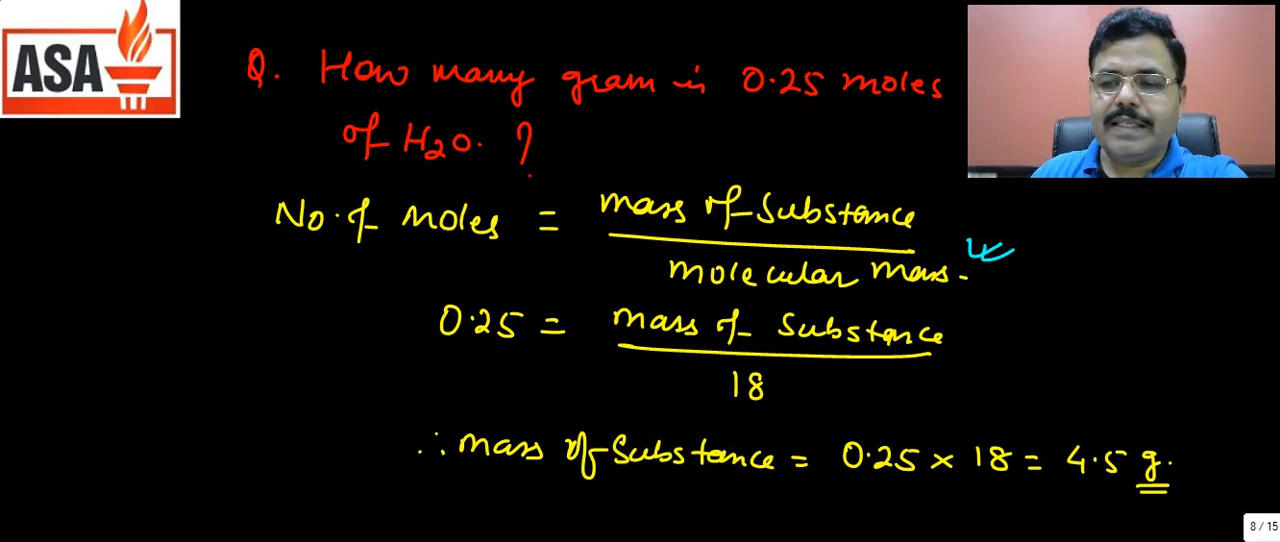 ASA
Q. How many gram is 0.25 moles
of H2O. ?
No. of moles = mass of Substance
molecular mass.
0.25 = mass of Substance
18
∴ mass of Substance = 0.25 × 18 = 4.5 g.
8 / 15